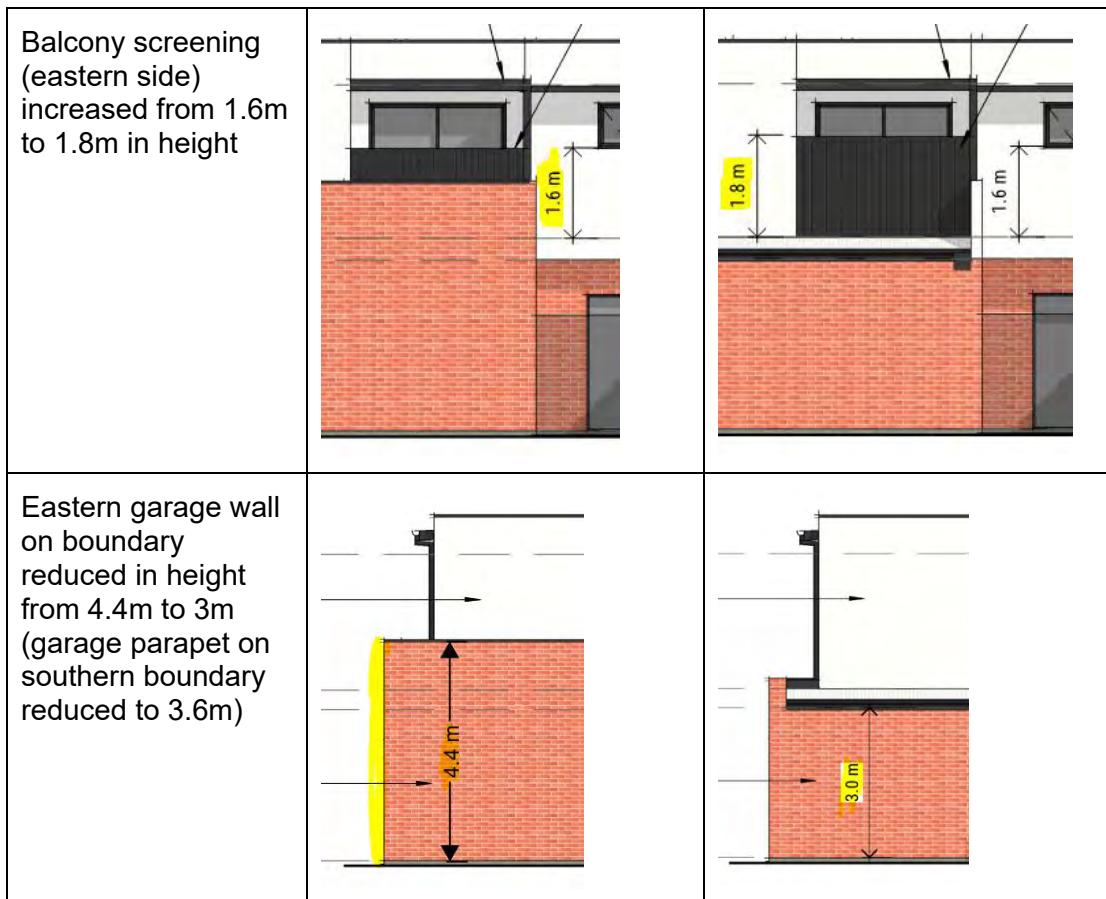 Balcony screening
(eastern side)
increased from 1.6m
to 1.8m in height
1.6 m
1.8 m
1.6 m
Eastern garage wall
on boundary
reduced in height
from 4.4m to 3m
(garage parapet on
southern boundary
reduced to 3.6m)
4.4 m
3.0 m